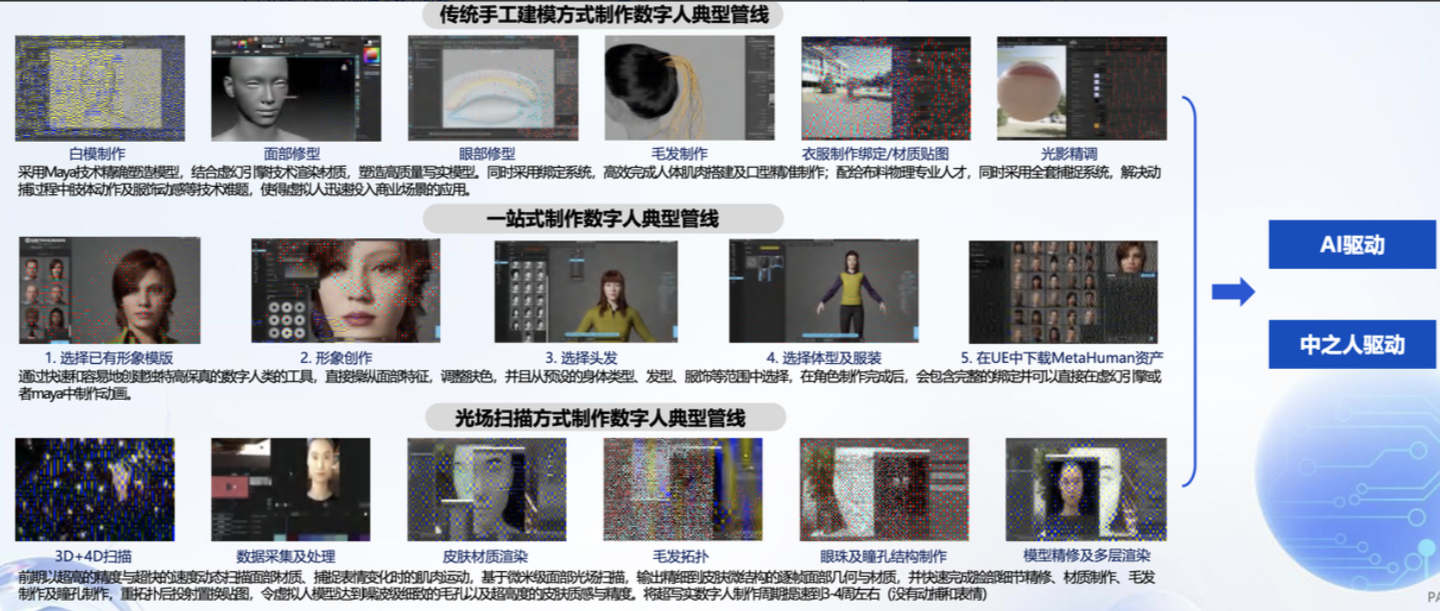 传统手工建模方式制作数字人典型管线
白模制作 面部修型 眼部修型 毛发制作 衣服制作绑定/材质贴图 光影精调
采用Maya技术精确塑造模型，结合虚幻引擎技术渲染材质，塑造高质量写实模型。同时采用绑定系统，高效完成人体肌肉搭建及口型精准制作；配给布料物理专业人才，同时采用全套捕捉系统，解决动
捕过程中肢体动作及服饰动感等技术难题，使得虚拟人迅速投入商业场景的应用。
一站式制作数字人典型管线
1. 选择已有形象模版 2. 形象创作 3. 选择头发 4. 选择体型及服装 5. 在UE中下载MetaHuman资产
通过快速和容易地创建独特高保真的数字人类的工具，直接操纵面部特征，调整肤色，并且从预设的身体类型、发型、服饰等范围中选择，在角色制作完成后，会包含完整的绑定并可以直接在虚幻引擎或
者maya中制作动画。
光场扫描方式制作数字人典型管线
3D+4D扫描 数据采集及处理 皮肤材质渲染 毛发拓扑 眼珠及瞳孔结构制作 模型精修及多层渲染
前期以超高的精度与超快的速度动态扫描面部材质、捕捉表情变化时的肌肉运动，基于微米级面部光场扫描，输出精细到皮肤微结构的逐帧面部几何与材质，并快速完成脸部细节精修、材质制作、毛发
制作及瞳孔制作，重拓扑后投射置换贴图，令虚拟人模型达到噪波级细致的毛孔以及超高度的皮肤质感与精度。将超写实数字人制作周期提速到3-4周左右（没有动捕和表情）
AI驱动
中之人驱动